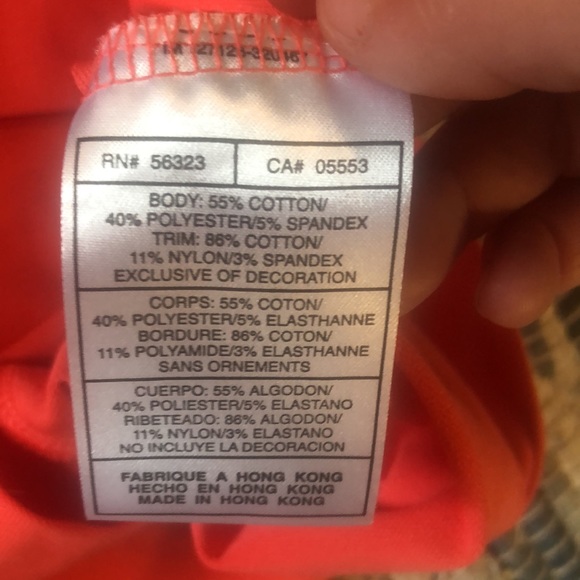 RN# 56323
CA# 05553
BODY: 55% COTTON/
40% POLYESTER/5% SPANDEX
TRIM: 86% COTTON/
11% NYLON/3% SPANDEX
EXCLUSIVE OF DECORATION
CORPS: 55% COTON/
40% POLYESTER/5% ELASTHANNE
BORDURE: 86% COTON/
11% POLYAMIDE/3% ELASTHANNE
SANS ORNEMENTS
CUERPO: 55% ALGODON/
40% POLIESTER/5% ELASTANO
RIBETEADO: 86% ALGODON/
11% NYLON/3% ELASTANO
NO INCLUYE LA DECORACION
FABRIQUE A HONG KONG
HECHO EN HONG KONG
MADE IN HONG KONG